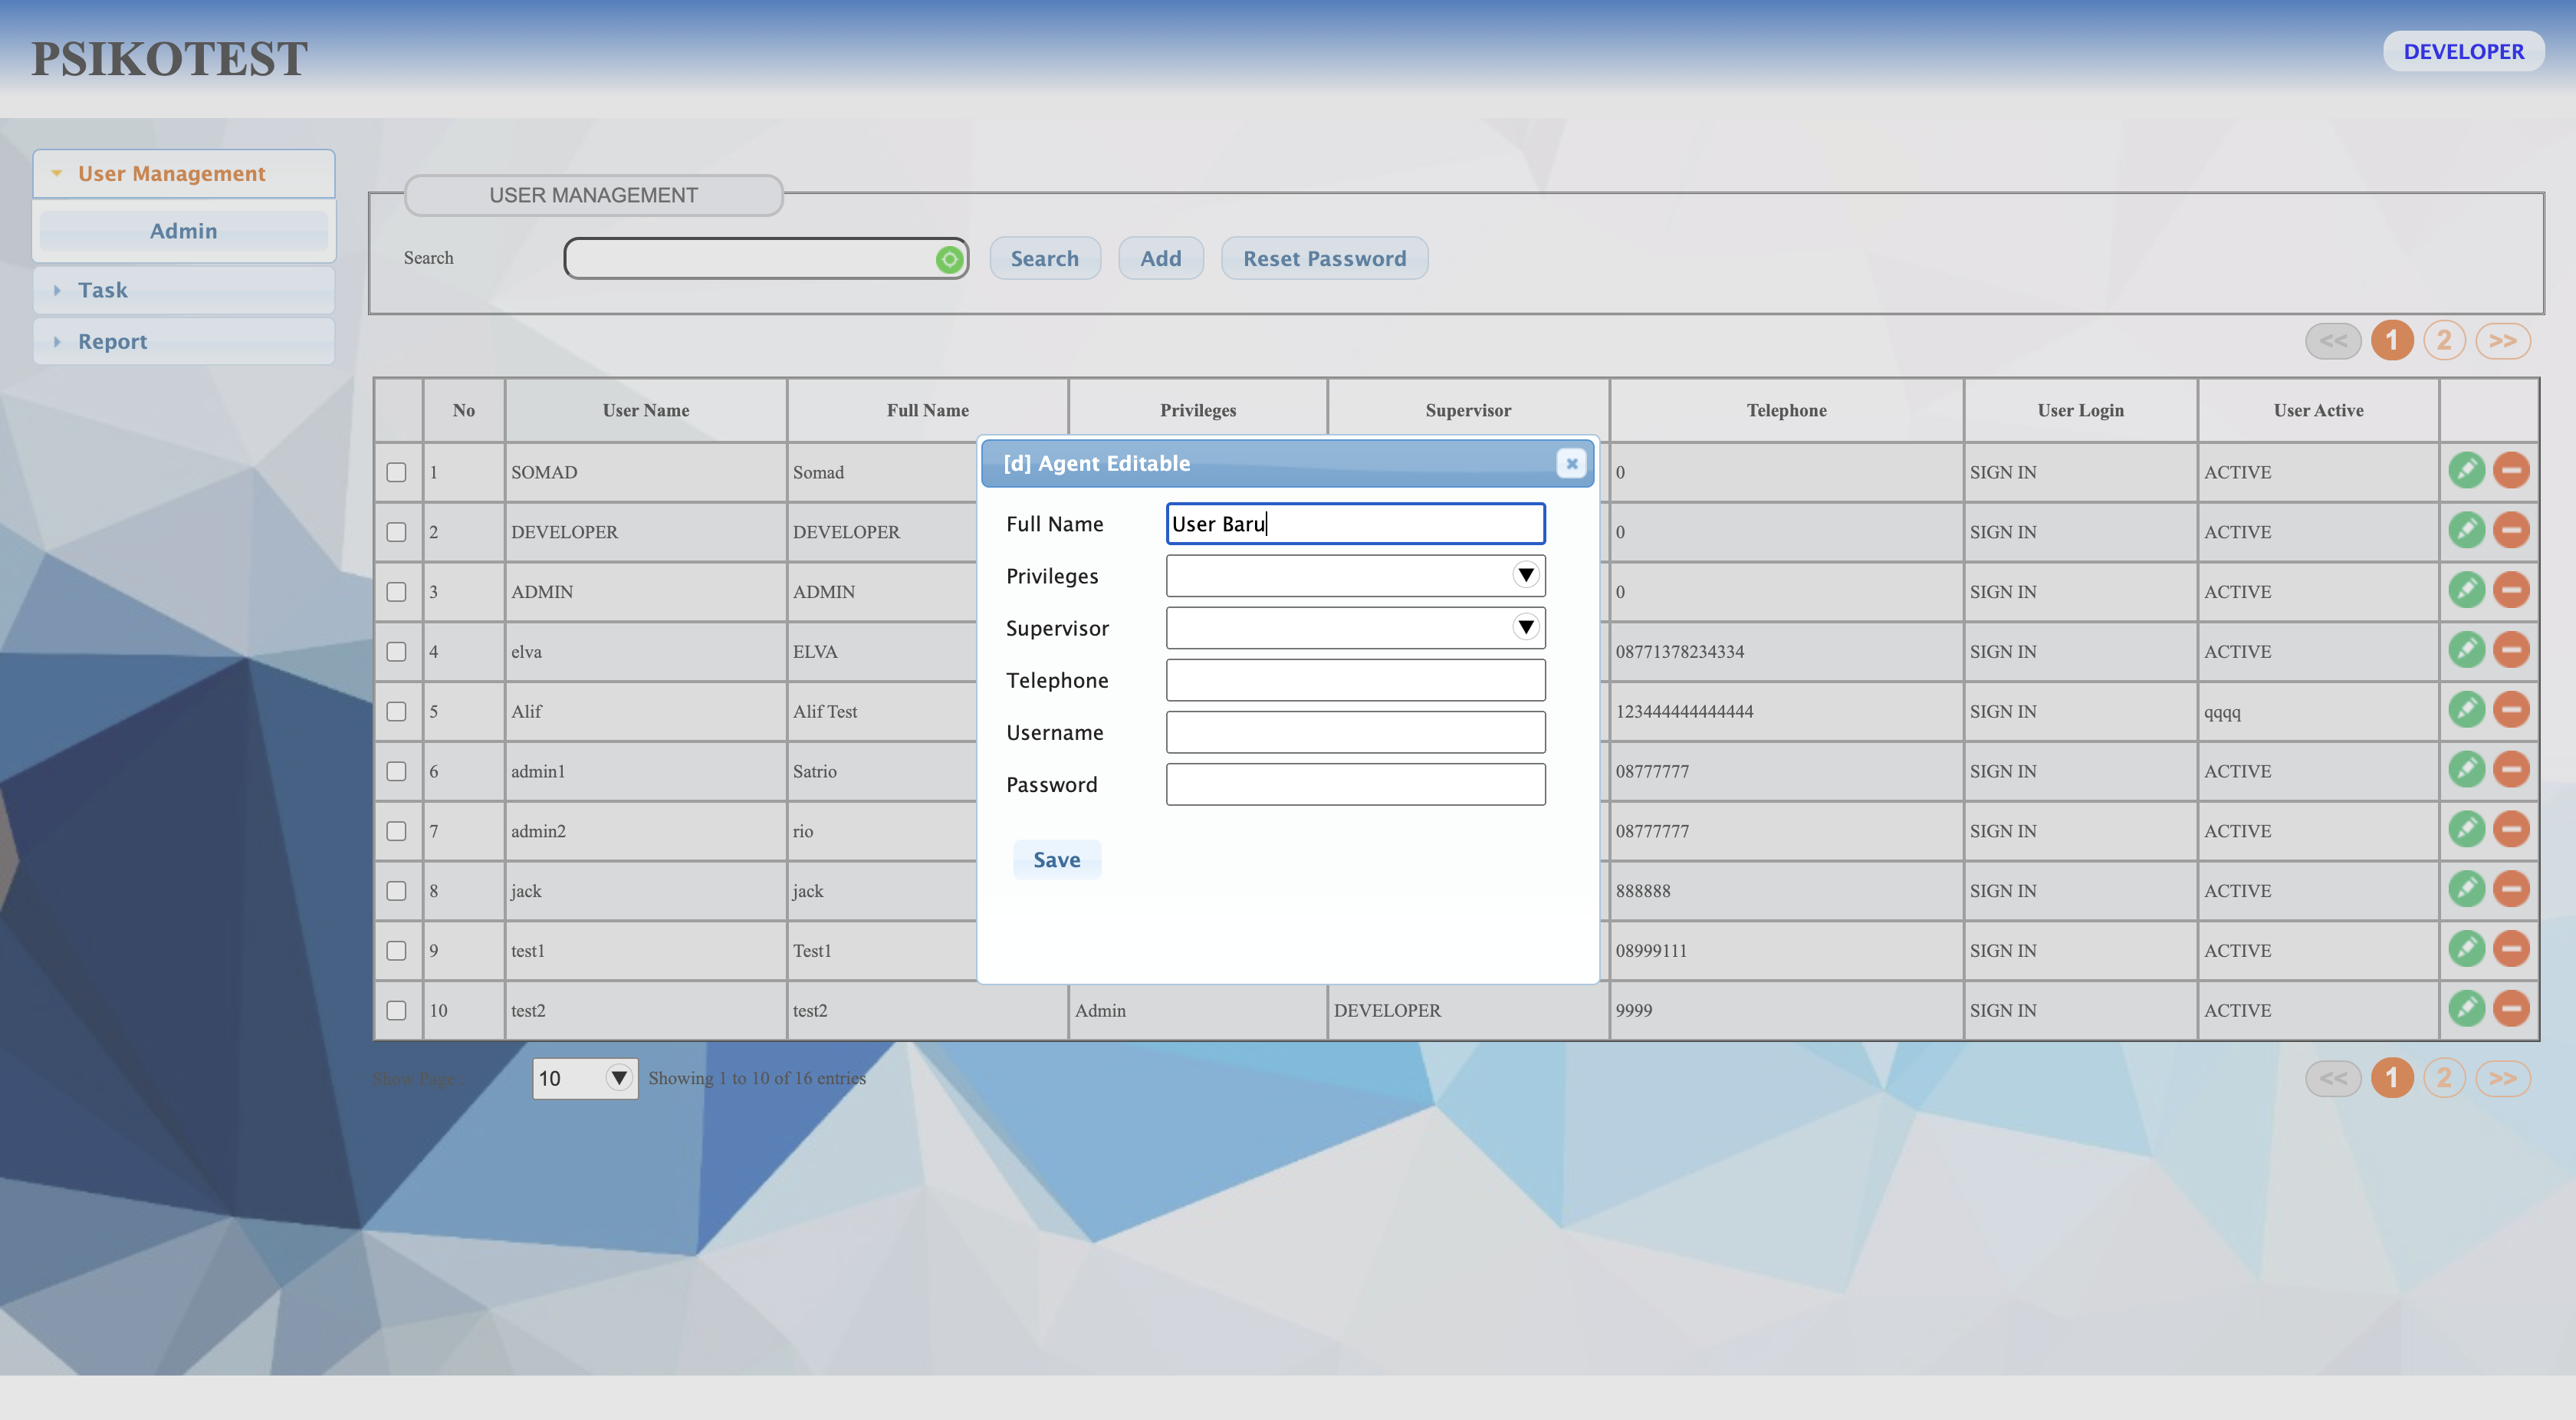 PSIKOTEST
DEVELOPER
User Management
Admin
Task
Report
USER MANAGEMENT
Search Search Add Reset Password
<< 1 2 >>
No User Name Full Name Privileges Supervisor Telephone User Login User Active
[d] Agent Editable
Full Name User Baru
Privileges
Supervisor
Telephone
Username
Password
Save
1 SOMAD Somad 0 SIGN IN ACTIVE
2 DEVELOPER DEVELOPER 0 SIGN IN ACTIVE
3 ADMIN ADMIN 0 SIGN IN ACTIVE
4 elva ELVA 08771378234334 SIGN IN ACTIVE
5 Alif Alif Test 123444444444444 SIGN IN qqqq
6 admin1 Satrio 08777777 SIGN IN ACTIVE
7 admin2 rio 08777777 SIGN IN ACTIVE
8 jack jack 888888 SIGN IN ACTIVE
9 test1 Test1 08999111 SIGN IN ACTIVE
10 test2 test2 Admin DEVELOPER 9999 SIGN IN ACTIVE
Show Page 10 Showing 1 to 10 of 16 entries
<< 1 2 >>